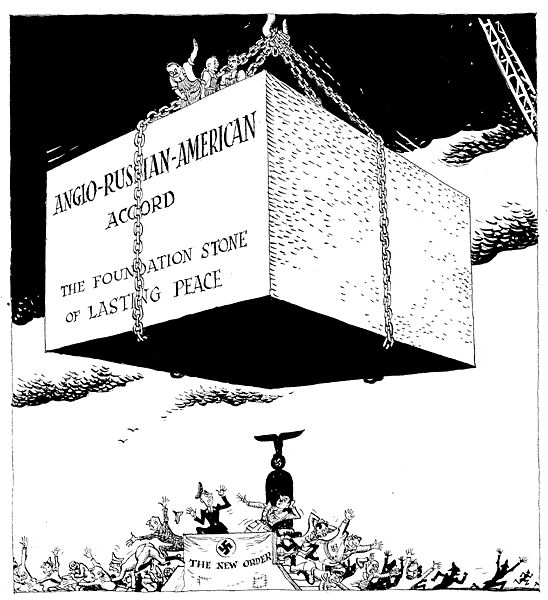 ANGLO-RUSSIAN-AMERICAN
ACCORD
THE FOUNDATION STONE
OF LASTING PEACE
THE NEW ORDER